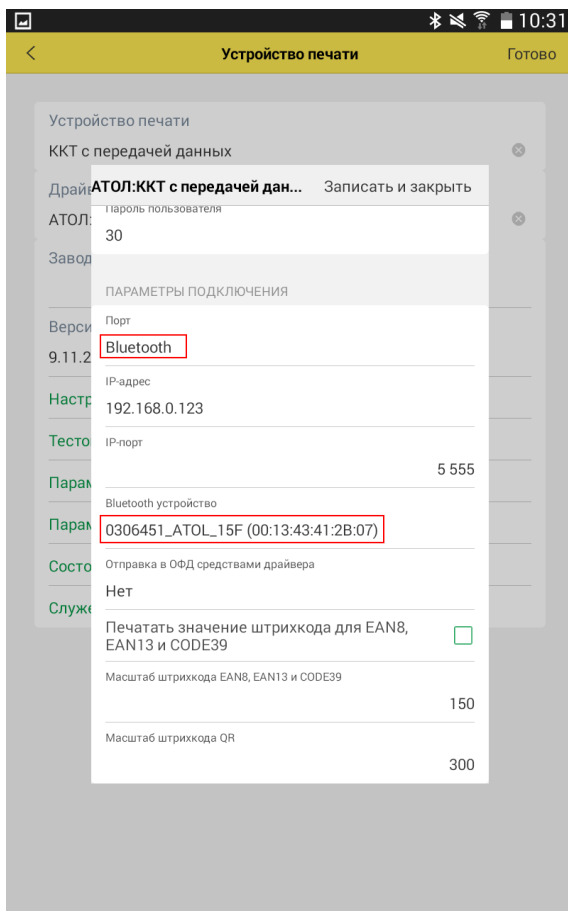 10:31
Устройство печати
Готово
Устройство печати
ККТ с передачей данных
Драйв
АТОЛ:
Завод
Верси
9.11.2
Настр
Тесто
Парам
Парам
Состо
Служе
АТОЛ:ККТ с передачей дан...
Записать и закрыть
Пароль пользователя
30
ПАРАМЕТРЫ ПОДКЛЮЧЕНИЯ
Порт
Bluetooth
IP-адрес
192.168.0.123
IP-порт
5 555
Bluetooth устройство
0306451_ATOL_15F (00:13:43:41:2B:07)
Отправка в ОФД средствами драйвера
Нет
Печатать значение штрихкода для EAN8,
EAN13 и CODE39
Масштаб штрихкода EAN8, EAN13 и CODE39
150
Масштаб штрихкода QR
300